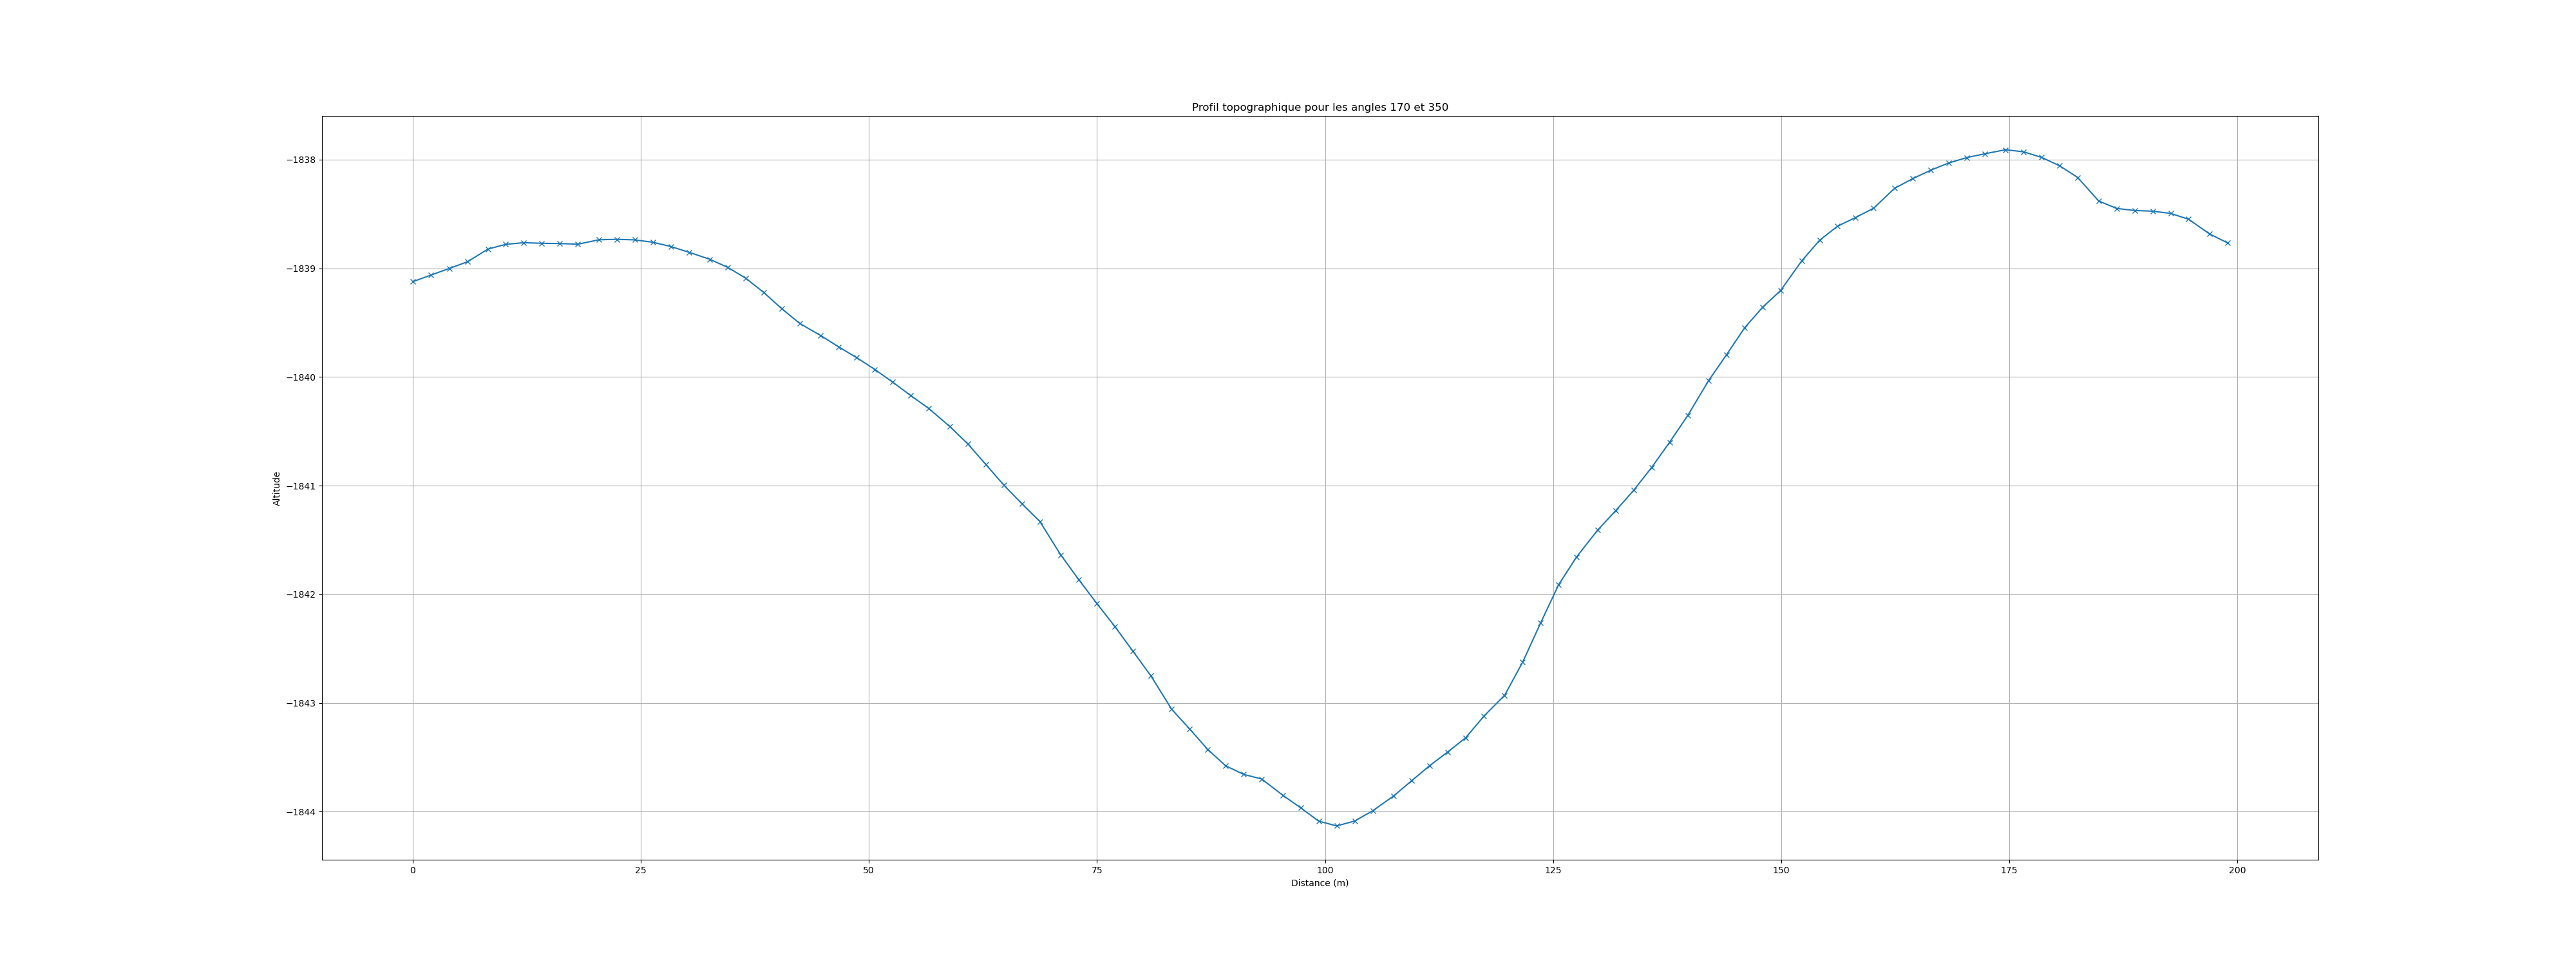 Profil topographique pour les angles 170 et 350
−1838
−1839
−1840
−1841
−1842
−1843
−1844
Altitude
0 25 50 75 100 125 150 175 200
Distance (m)